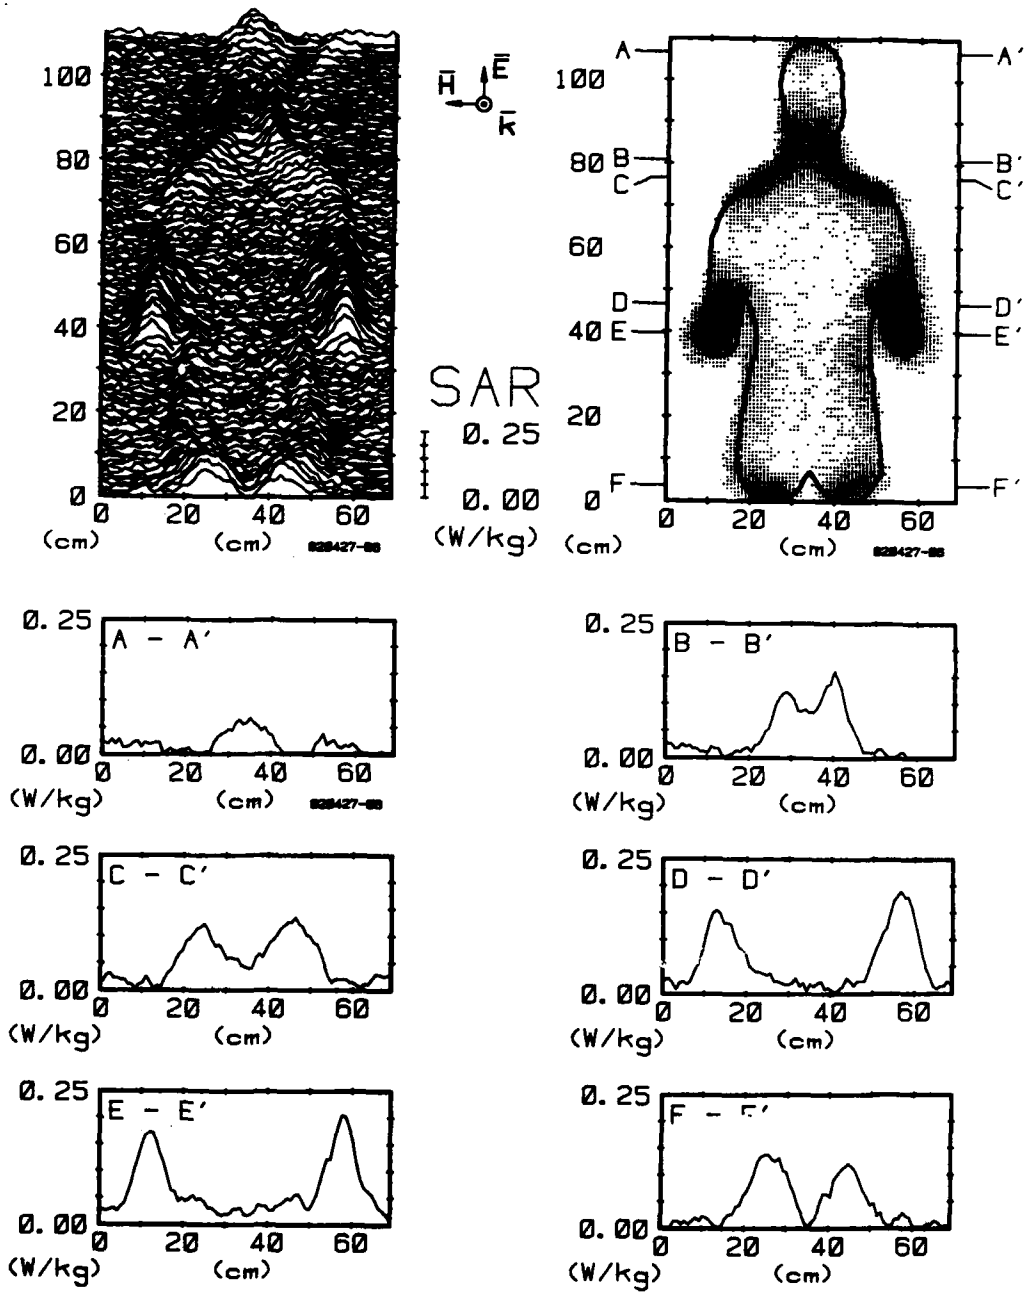 H̅ E̅
k̅
100
80
60
40
20
0
0 20 40 60
(cm) (cm)
SAR
0.25
0.00
(W/kg)
A A'
100
B B'
80
C C'
60
D D'
40 E E'
20
F F'
0
0 20 40 60
(cm) (cm)
0.25
A - A'
0.00
0 20 40 60
(W/kg) (cm)
0.25
B - B'
0.00
0 20 40 60
(W/kg) (cm)
0.25
C - C'
0.00
0 20 40 60
(W/kg) (cm)
0.25
D - D'
0.00
0 20 40 60
(W/kg) (cm)
0.25
E - E'
0.00
0 20 40 60
(W/kg) (cm)
0.25
F - F'
0.00
0 20 40 60
(W/kg) (cm)